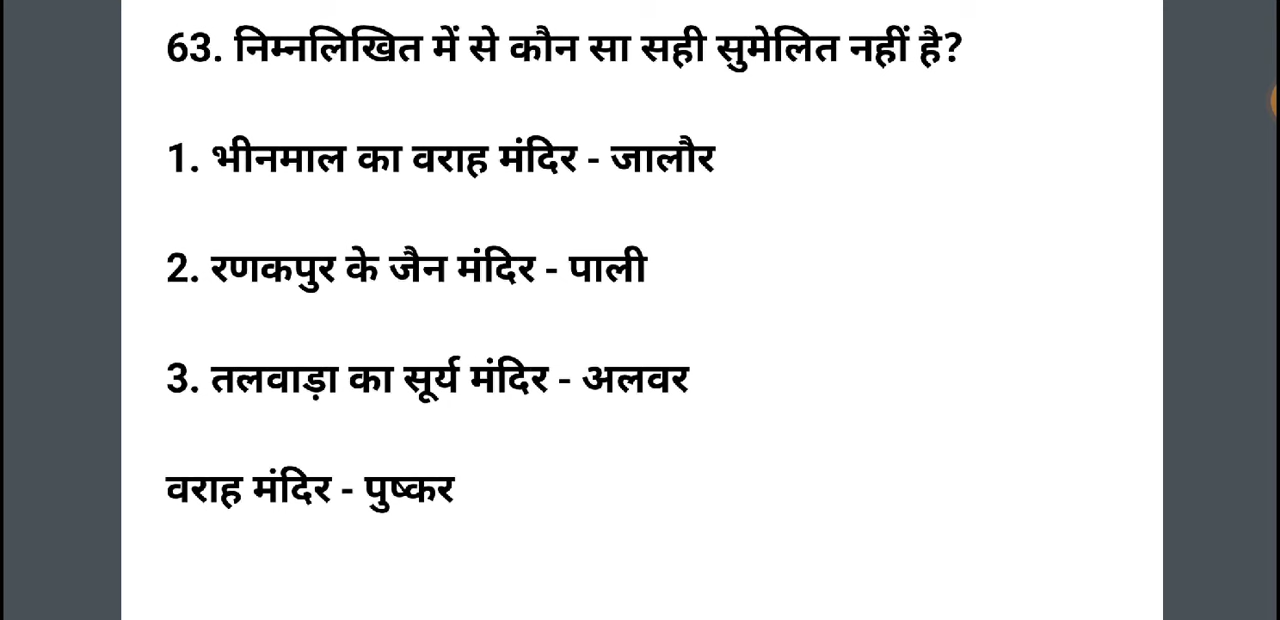 63. निम्नलिखित में से कौन सा सही सुमेलित नहीं है?
1. भीनमाल का वराह मंदिर - जालौर
2. रणकपुर के जैन मंदिर - पाली
3. तलवाड़ा का सूर्य मंदिर - अलवर
वराह मंदिर - पुष्कर